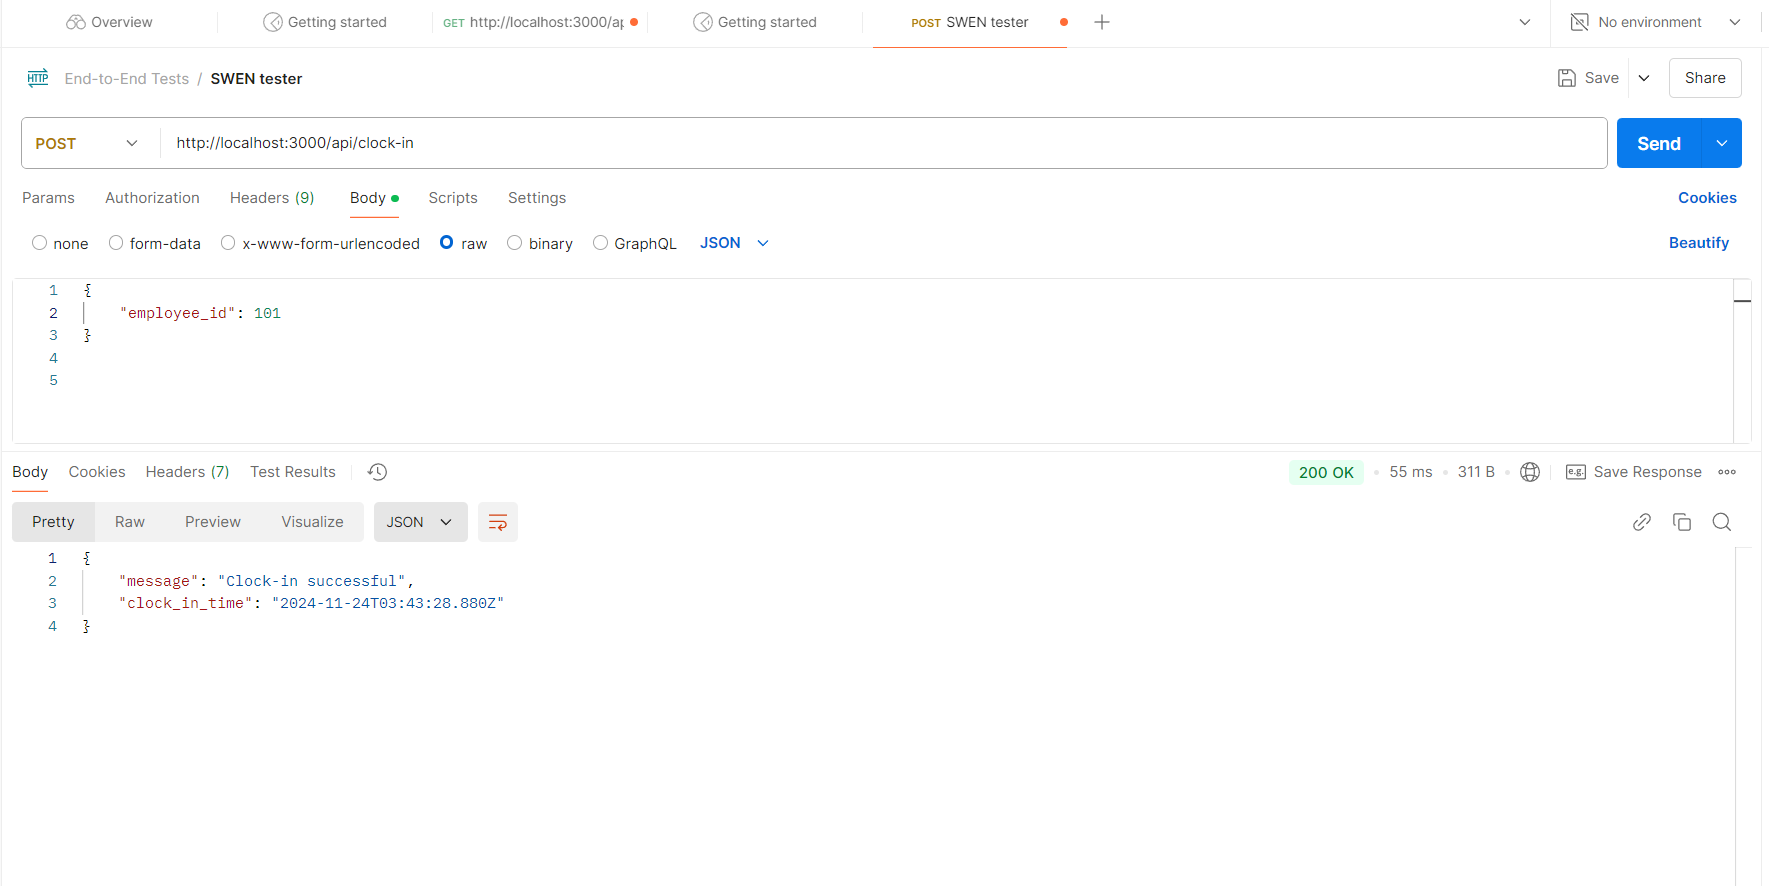 Overview Getting started GET http://localhost:3000/ap Getting started POST SWEN tester No environment
HTTP End-to-End Tests / SWEN tester Save Share
POST http://localhost:3000/api/clock-in Send
Params Authorization Headers (9) Body Scripts Settings Cookies
none form-data x-www-form-urlencoded raw binary GraphQL JSON Beautify
1 {
2 "employee_id": 101
3 }
4
5
Body Cookies Headers (7) Test Results 200 OK 55 ms 311 B e.g. Save Response
Pretty Raw Preview Visualize JSON
1 {
2 "message": "Clock-in successful",
3 "clock_in_time": "2024-11-24T03:43:28.880Z"
4 }